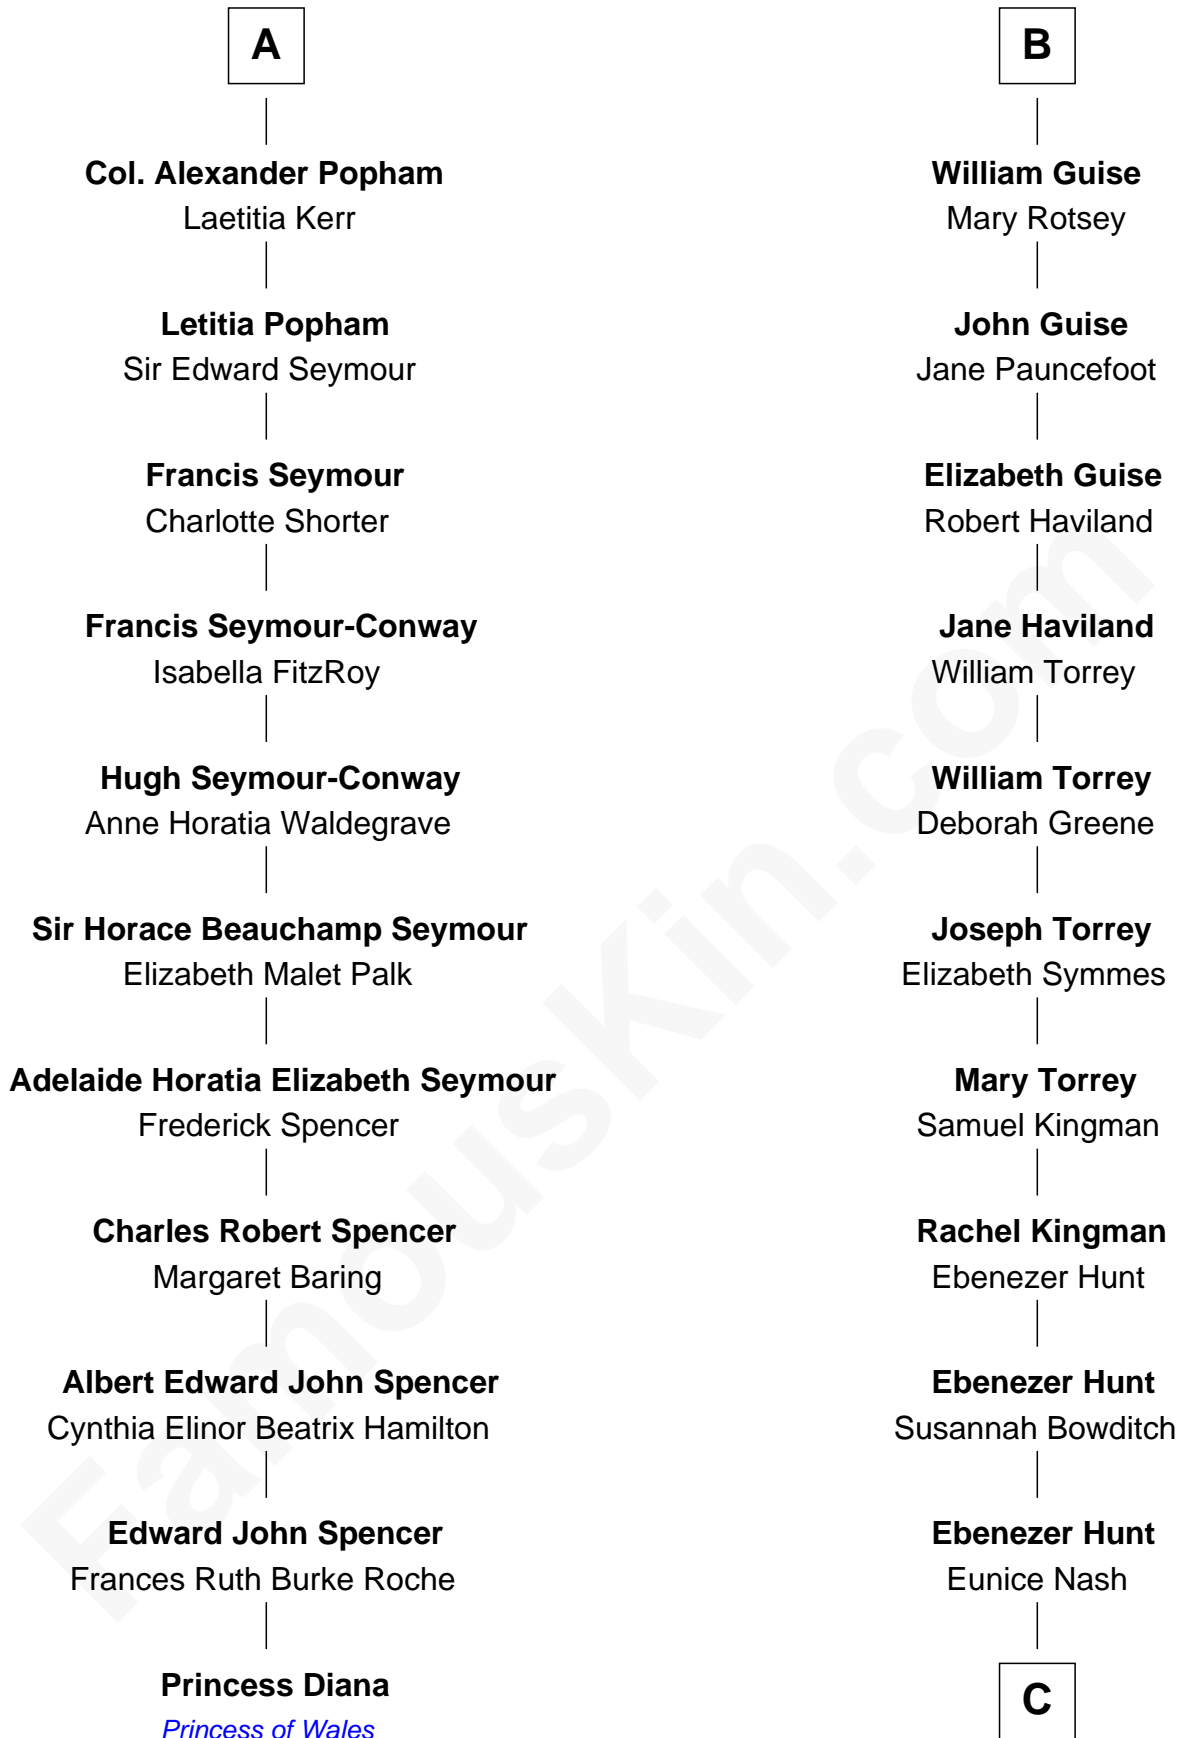 A
Col. Alexander Popham
Laetitia Kerr
Letitia Popham
Sir Edward Seymour
Francis Seymour
Charlotte Shorter
Francis Seymour-Conway
Isabella FitzRoy
Hugh Seymour-Conway
Anne Horatia Waldegrave
Sir Horace Beauchamp Seymour
Elizabeth Malet Palk
Adelaide Horatia Elizabeth Seymour
Frederick Spencer
Charles Robert Spencer
Margaret Baring
Albert Edward John Spencer
Cynthia Elinor Beatrix Hamilton
Edward John Spencer
Frances Ruth Burke Roche
Princess Diana
Princess of Wales
B
William Guise
Mary Rotsey
John Guise
Jane Pauncefoot
Elizabeth Guise
Robert Haviland
Jane Haviland
William Torrey
William Torrey
Deborah Greene
Joseph Torrey
Elizabeth Symmes
Mary Torrey
Samuel Kingman
Rachel Kingman
Ebenezer Hunt
Ebenezer Hunt
Susannah Bowditch
Ebenezer Hunt
Eunice Nash
C
FamousKin.com